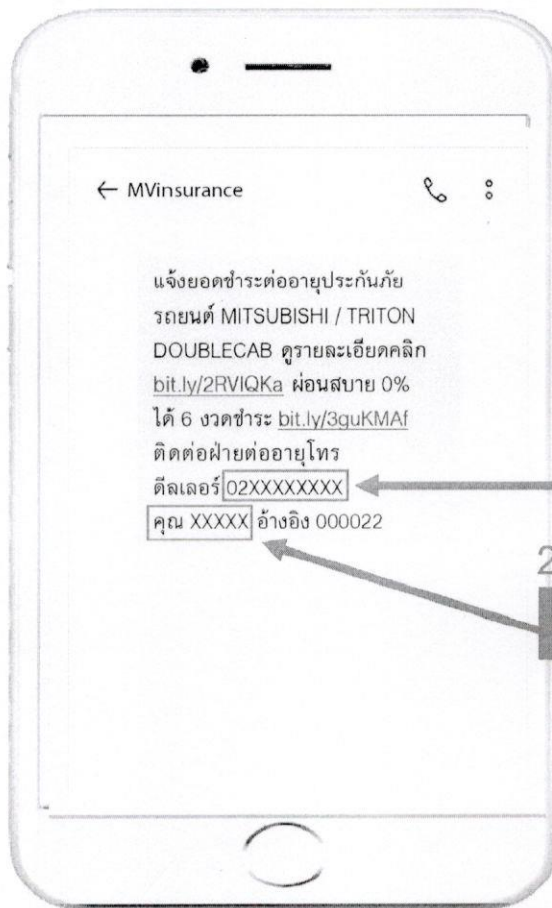 ← MVinsurance
แจ้งยอดชำระต่ออายุประกันภัย
รถยนต์ MITSUBISHI / TRITON
DOUBLECAB ดูรายละเอียดคลิก
bit.ly/2RVIQKa ผ่อนสบาย 0%
ได้ 6 งวดชำระ bit.ly/3guKMAf
ติดต่อฝ่ายต่ออายุโทร
ดีลเลอร์ 02XXXXXXXX
คุณ XXXXX อ้างอิง 000022
2